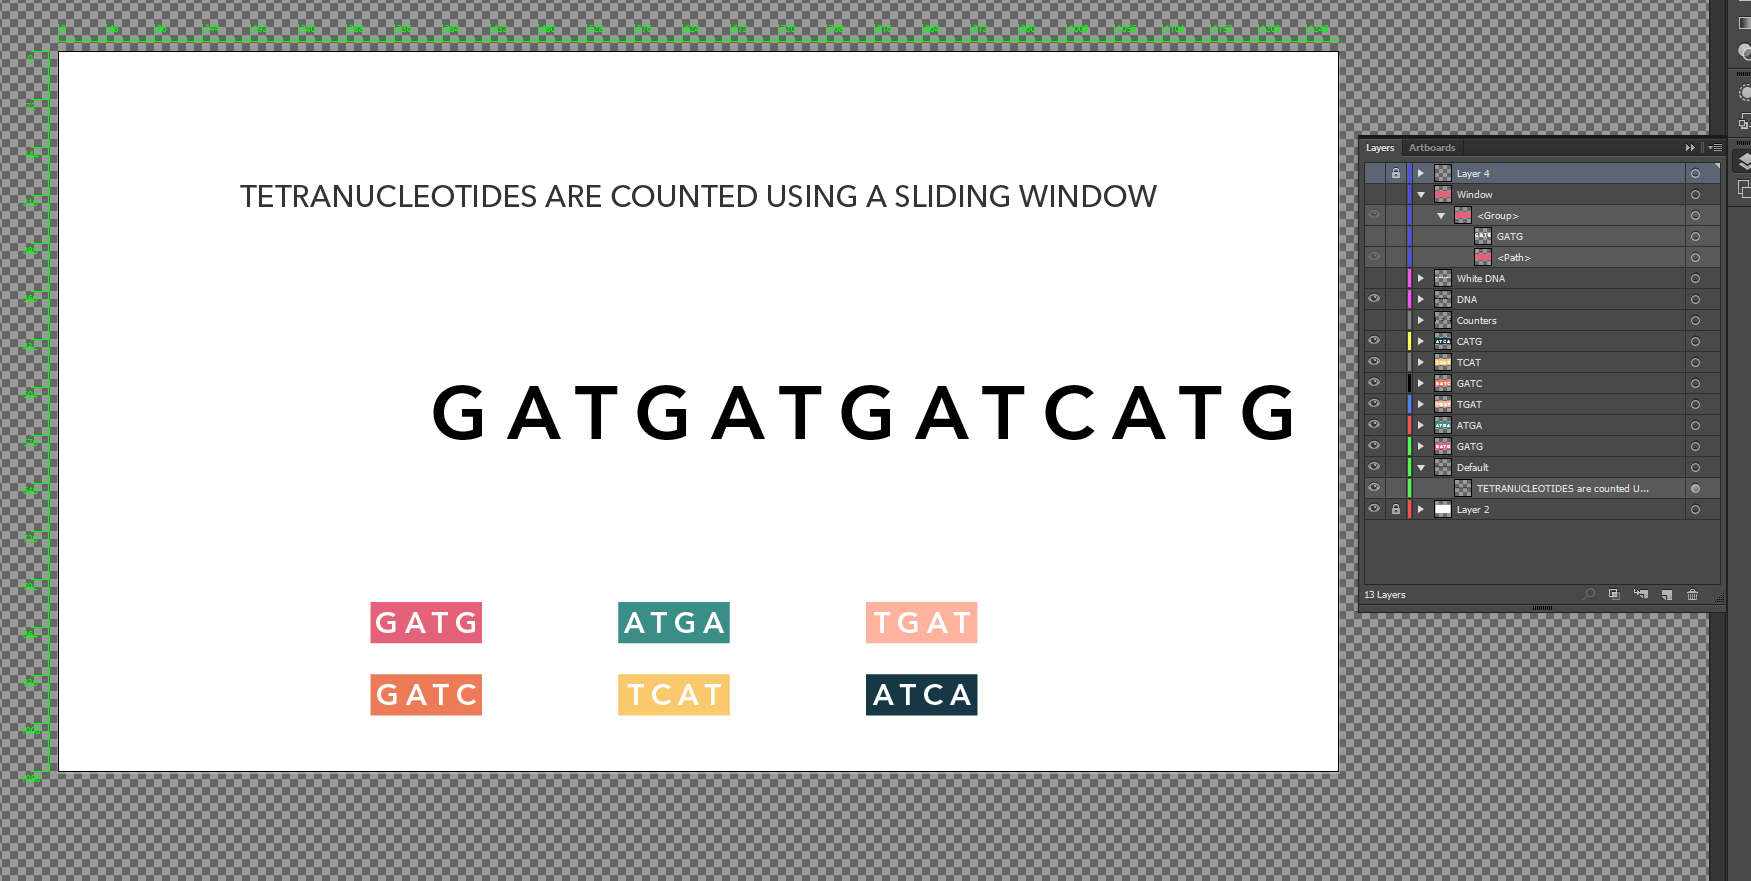 TETRANUCLEOTIDES ARE COUNTED USING A SLIDING WINDOW
GATGATGATCATG
GATG ATGA TGAT
GATC TCAT ATCA
Layers Artboards
Layer 4
Window
<Group>
GATG
<Path>
White DNA
DNA
Counters
CATG
TCAT
GATC
TGAT
ATGA
GATG
Default
TETRANUCLEOTIDES are counted U...
Layer 2
13 Layers